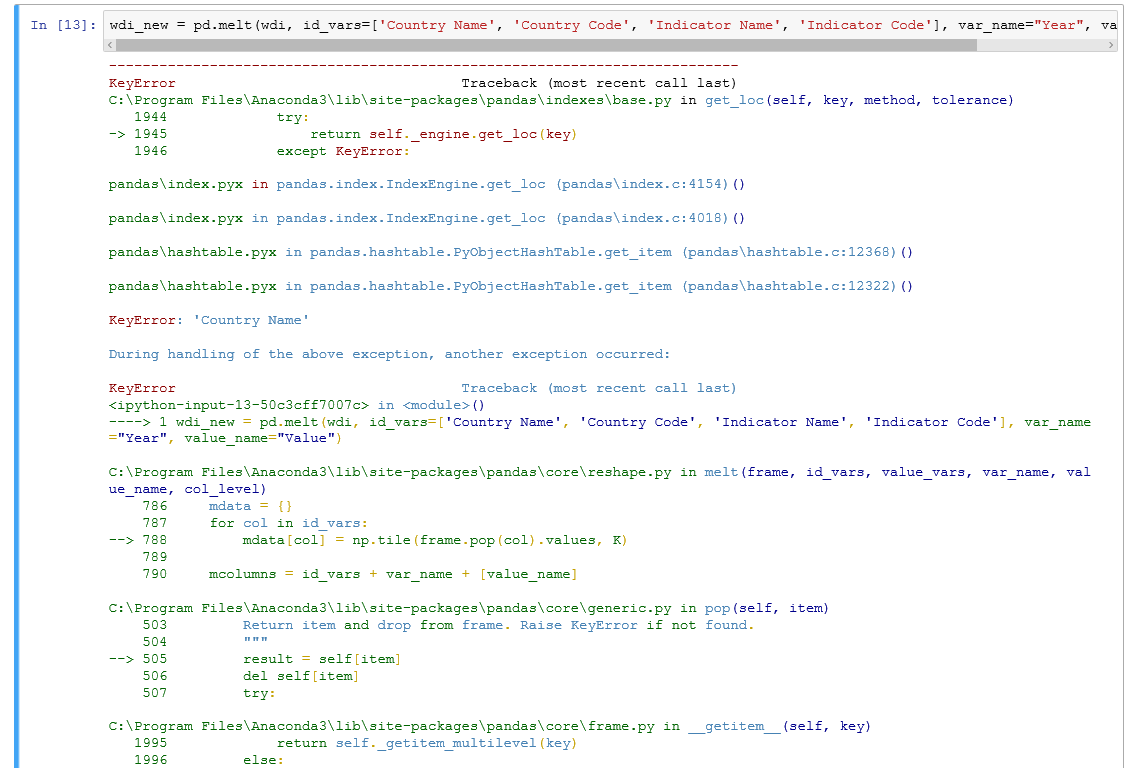 In [13]: wdi_new = pd.melt(wdi, id_vars=['Country Name', 'Country Code', 'Indicator Name', 'Indicator Code'], var_name="Year", va
---------------------------------------------------------------------------
KeyError                                  Traceback (most recent call last)
C:\Program Files\Anaconda3\lib\site-packages\pandas\indexes\base.py in get_loc(self, key, method, tolerance)
   1944             try:
-> 1945                 return self._engine.get_loc(key)
   1946             except KeyError:
pandas\index.pyx in pandas.index.IndexEngine.get_loc (pandas\index.c:4154)()
pandas\index.pyx in pandas.index.IndexEngine.get_loc (pandas\index.c:4018)()
pandas\hashtable.pyx in pandas.hashtable.PyObjectHashTable.get_item (pandas\hashtable.c:12368)()
pandas\hashtable.pyx in pandas.hashtable.PyObjectHashTable.get_item (pandas\hashtable.c:12322)()
KeyError: 'Country Name'
During handling of the above exception, another exception occurred:
KeyError                                  Traceback (most recent call last)
<ipython-input-13-50c3cff7007c> in <module>()
----> 1 wdi_new = pd.melt(wdi, id_vars=['Country Name', 'Country Code', 'Indicator Name', 'Indicator Code'], var_name
="Year", value_name="Value")
C:\Program Files\Anaconda3\lib\site-packages\pandas\core\reshape.py in melt(frame, id_vars, value_vars, var_name, val
ue_name, col_level)
    786     mdata = {}
    787     for col in id_vars:
--> 788         mdata[col] = np.tile(frame.pop(col).values, K)
    789
    790     mcolumns = id_vars + var_name + [value_name]
C:\Program Files\Anaconda3\lib\site-packages\pandas\core\generic.py in pop(self, item)
    503         Return item and drop from frame. Raise KeyError if not found.
    504         """
--> 505         result = self[item]
    506         del self[item]
    507         try:
C:\Program Files\Anaconda3\lib\site-packages\pandas\core\frame.py in __getitem__(self, key)
   1995             return self._getitem_multilevel(key)
   1996         else: